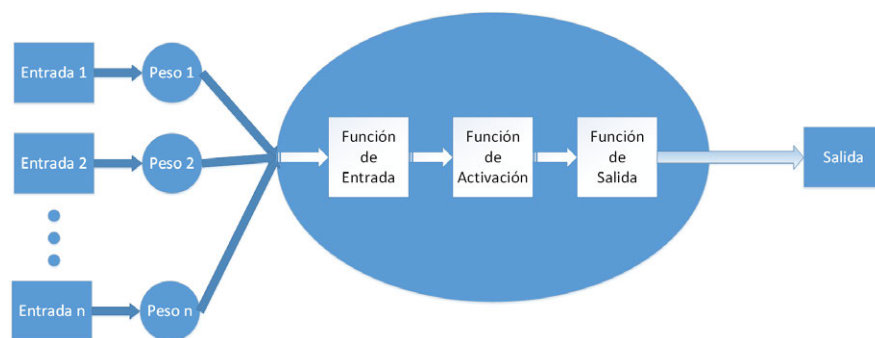 Entrada 1
Peso 1
Entrada 2
Peso 2
Entrada n
Peso n
Función
de
Entrada
Función
de
Activación
Función
de
Salida
Salida